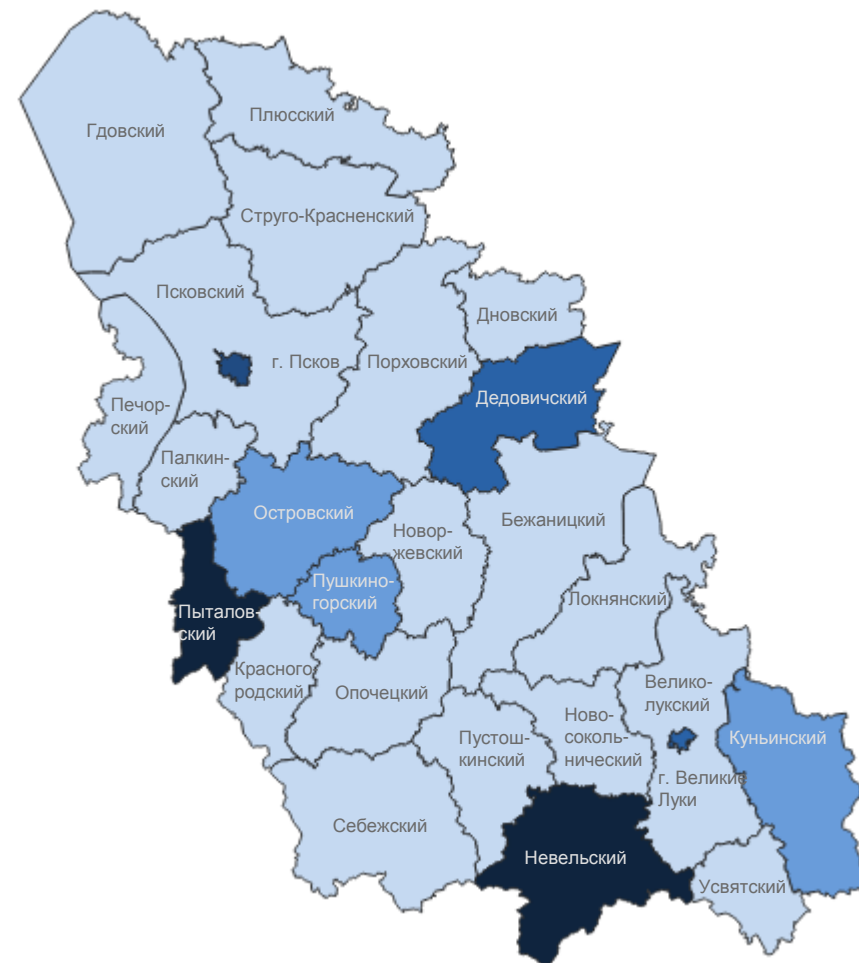 Плюсский
Гдовский
Струго-Красненский
Псковский
Дновский
г. Псков
Порховский
Дедовичский
Печор-
ский
Палкин-
ский
Островский
Бежаницкий
Новор-
жевский
Пушкино-
горский
Локнянский
Пыталов-
ский
Красного
родский
Опочецкий
Велико-
лукский
Ново-
соколь-
нический
Пустош-
кинский
Куньинский
г. Великие
Луки
Себежский
Невельский
Усвятский